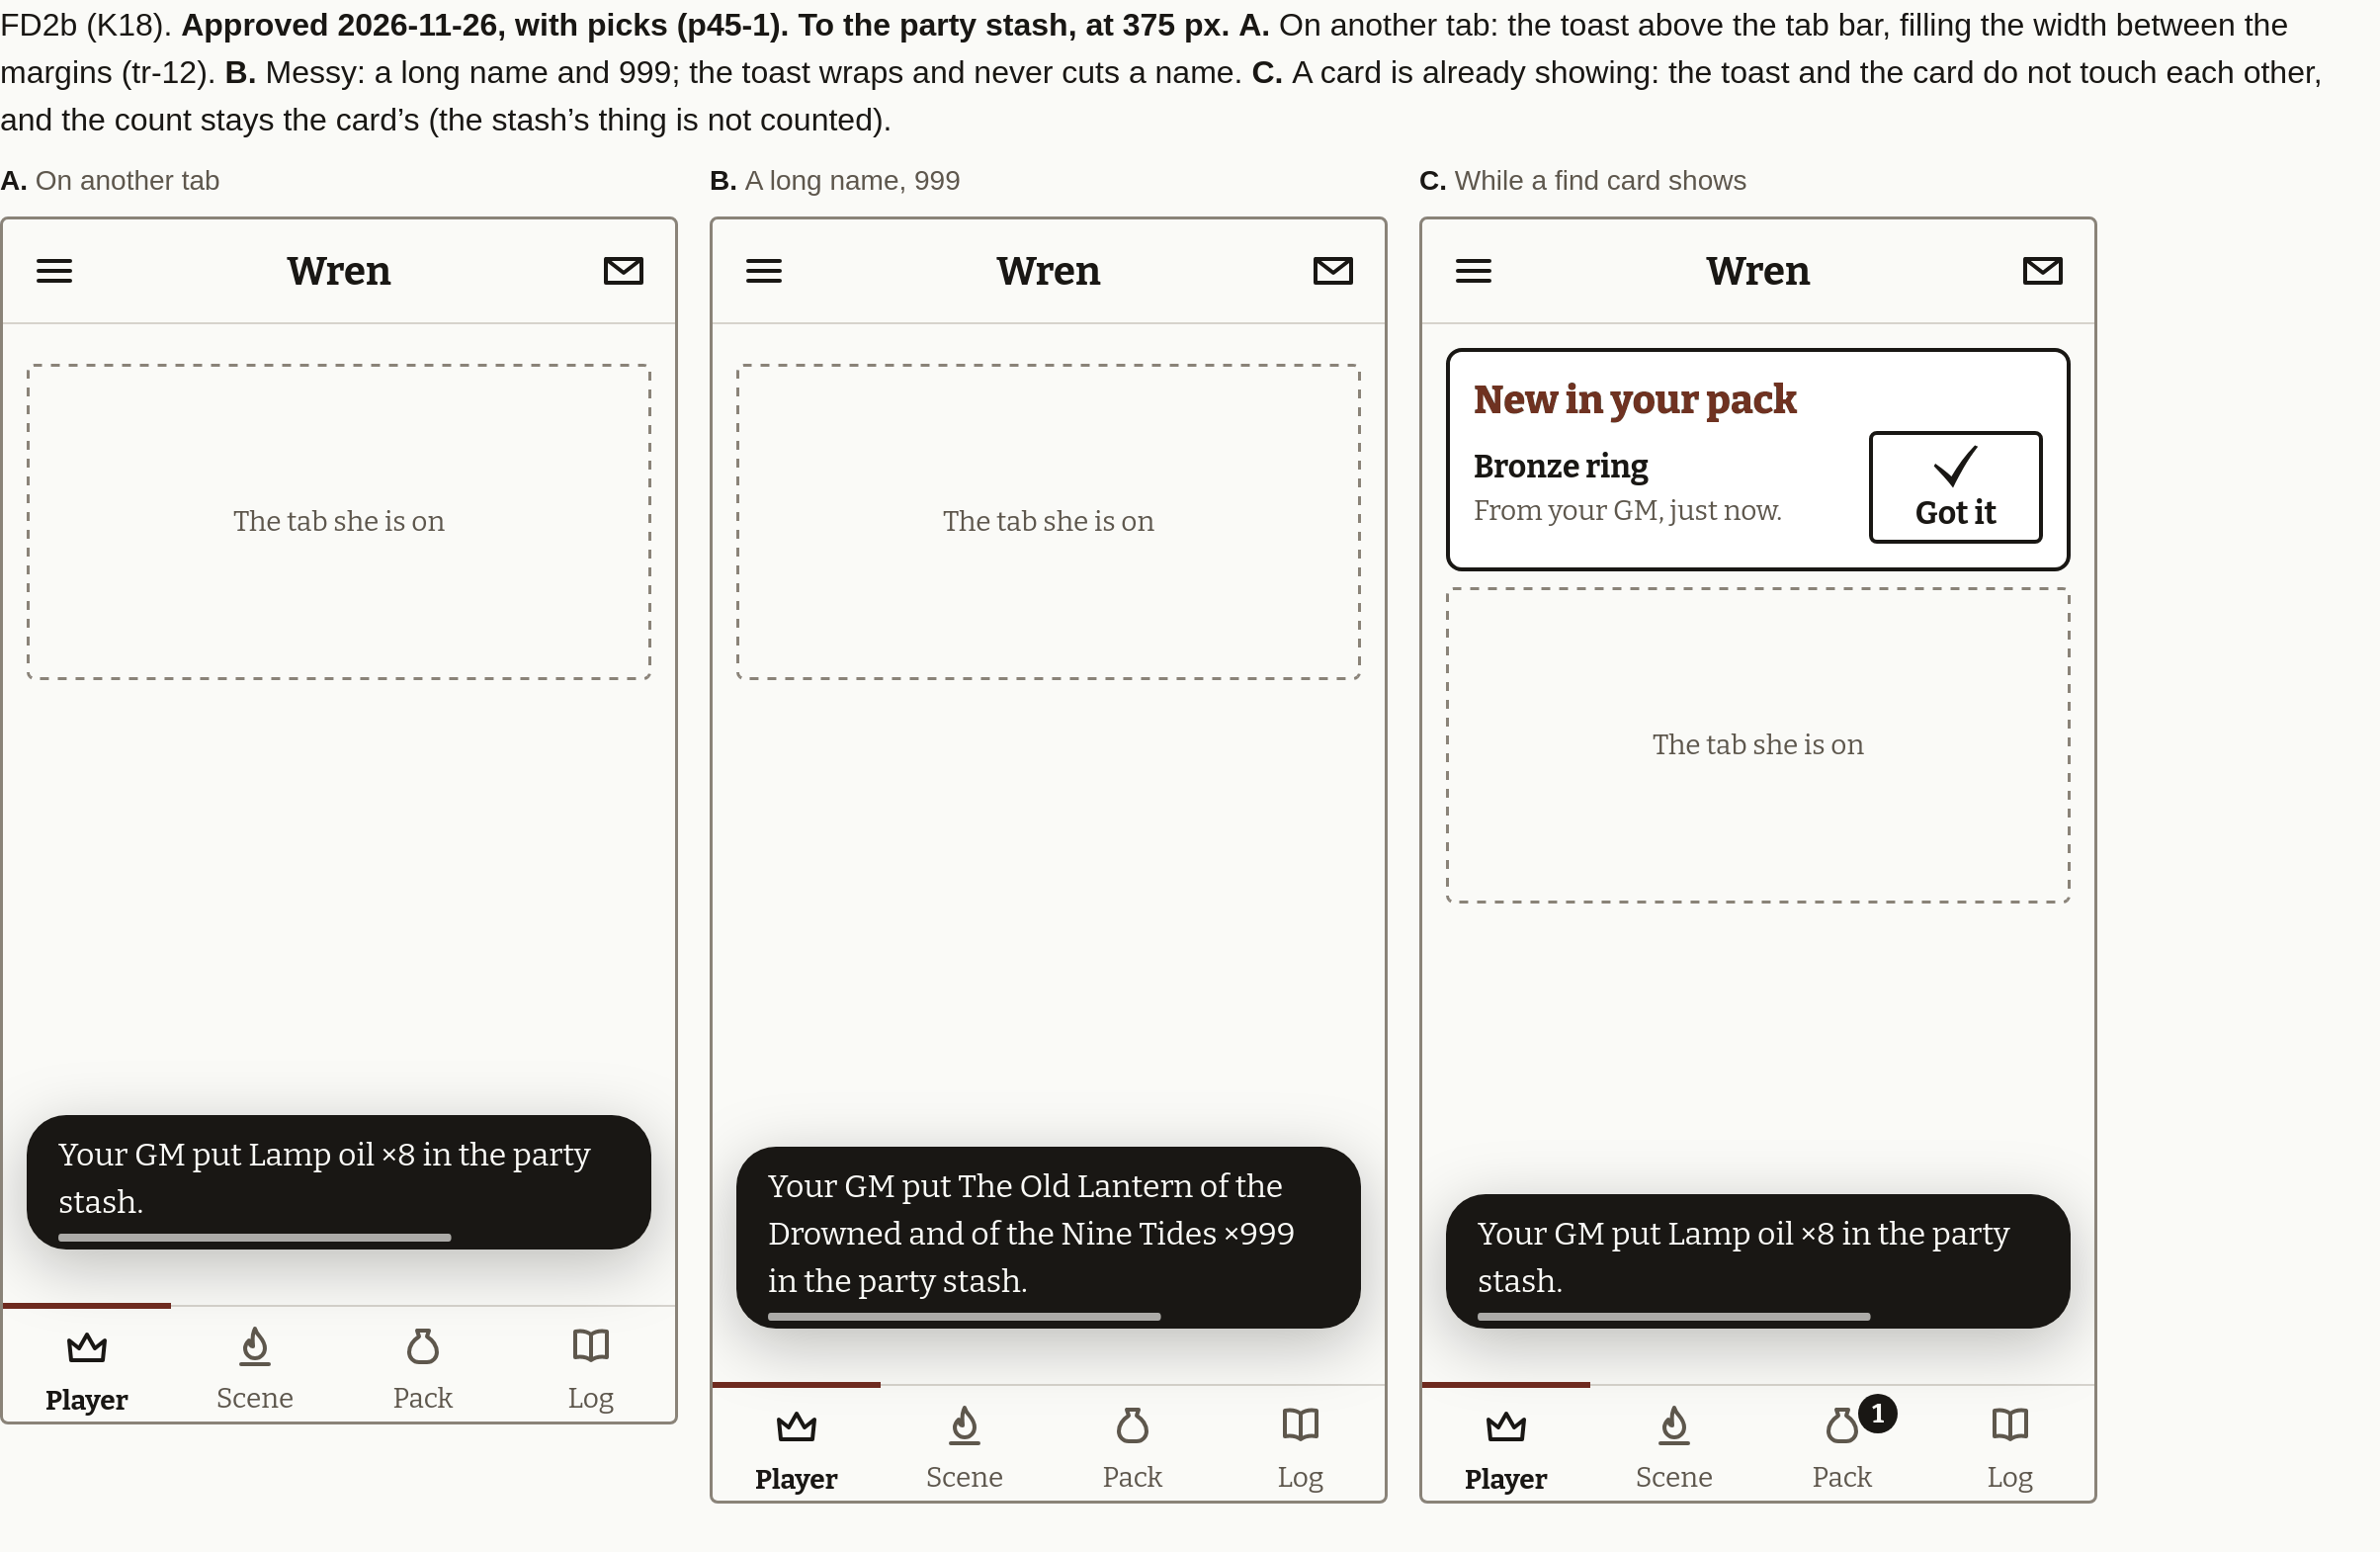 FD2b (K18). Approved 2026-11-26, with picks (p45-1). To the party stash, at 375 px. A. On another tab: the toast above the tab bar, filling the width between the
margins (tr-12). B. Messy: a long name and 999; the toast wraps and never cuts a name. C. A card is already showing: the toast and the card do not touch each other,
and the count stays the card’s (the stash’s thing is not counted).
A. On another tab
Wren
The tab she is on
Your GM put Lamp oil ×8 in the party
stash.
Player
Scene
Pack
Log
B. A long name, 999
Wren
The tab she is on
Your GM put The Old Lantern of the
Drowned and of the Nine Tides ×999
in the party stash.
Player
Scene
Pack
Log
C. While a find card shows
Wren
New in your pack
Bronze ring
From your GM, just now.
Got it
The tab she is on
Your GM put Lamp oil ×8 in the party
stash.
Player
Scene
Pack
1
Log